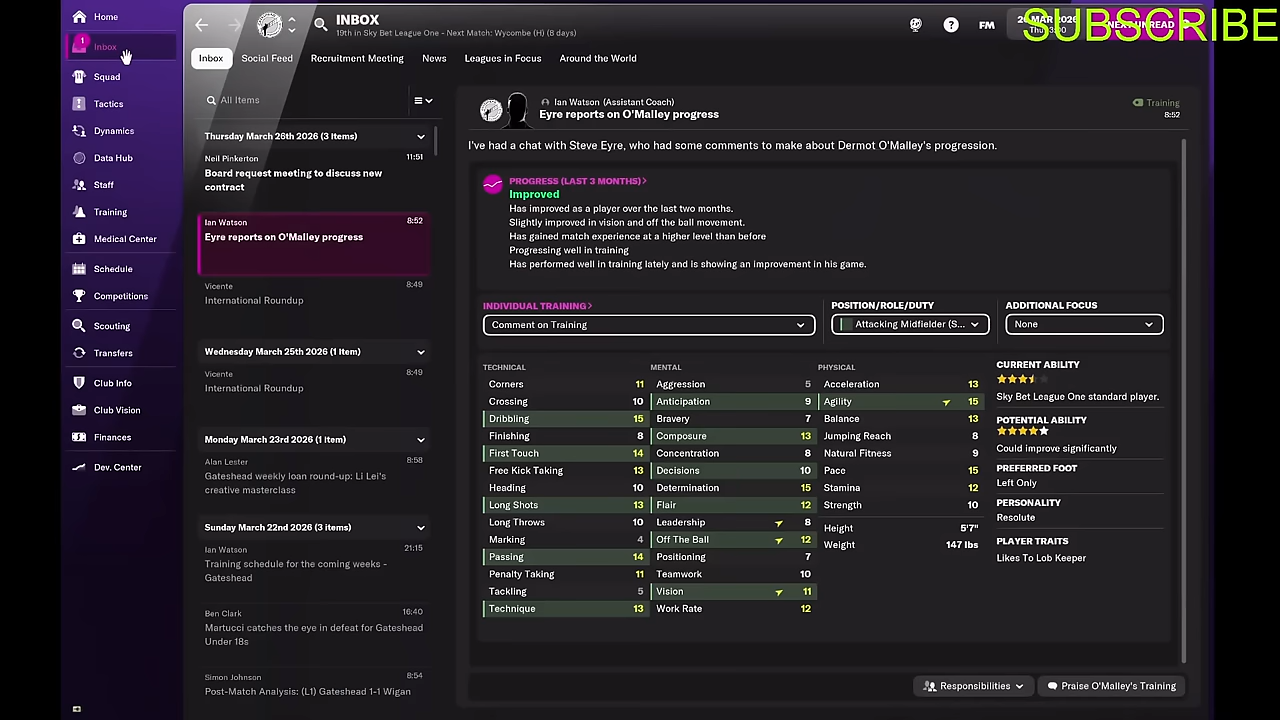 Home
Inbox
1
Squad
Tactics
Dynamics
Data Hub
Staff
Training
Medical Center
Schedule
Competitions
Scouting
Transfers
Club Info
Club Vision
Finances
Dev. Center
INBOX
19th in Sky Bet League One - Next Match: Wycombe (H) (8 days)
FM
SUBSCRIBE
Inbox
Social Feed
Recruitment Meeting
News
Leagues in Focus
Around the World
All Items
Thursday March 26th 2026 (3 Items)
Neil Pinkerton 11:51
Board request meeting to discuss new
contract
Ian Watson 8:52
Eyre reports on O'Malley progress
Vicente 8:49
International Roundup
Wednesday March 25th 2026 (1 Item)
Vicente 8:49
International Roundup
Monday March 23rd 2026 (1 Item)
Alan Lester 8:58
Gateshead weekly loan round-up: Li Lei's
creative masterclass
Sunday March 22nd 2026 (3 items)
Ian Watson 21:15
Training schedule for the coming weeks -
Gateshead
Ben Clark 16:40
Martucci catches the eye in defeat for Gateshead
Under 18s
Simon Johnson 8:54
Post-Match Analysis: (L1) Gateshead 1-1 Wigan
Ian Watson (Assistant Coach)
Eyre reports on O'Malley progress
Training
8:52
I've had a chat with Steve Eyre, who had some comments to make about Dermot O'Malley's progression.
PROGRESS (LAST 3 MONTHS)>
Improved
Has improved as a player over the last two months.
Slightly improved in vision and off the ball movement.
Has gained match experience at a higher level than before
Progressing well in training
Has performed well in training lately and is showing an improvement in his game.
INDIVIDUAL TRAINING>
Comment on Training
POSITION/ROLE/DUTY
Attacking Midfielder (S...
ADDITIONAL FOCUS
None
TECHNICAL
Corners 11
Crossing 10
Dribbling 15
Finishing 8
First Touch 14
Free Kick Taking 13
Heading 10
Long Shots 13
Long Throws 10
Marking 4
Passing 14
Penalty Taking 11
Tackling 5
Technique 13
MENTAL
Aggression 5
Anticipation 9
Bravery 7
Composure 13
Concentration 8
Decisions 10
Determination 15
Flair 12
Leadership 8
Off The Ball 12
Positioning 7
Teamwork 10
Vision 11
Work Rate 12
PHYSICAL
Acceleration 13
Agility 15
Balance 13
Jumping Reach 8
Natural Fitness 9
Pace 15
Stamina 12
Strength 10
Height 5'7"
Weight 147 lbs
CURRENT ABILITY
Sky Bet League One standard player.
POTENTIAL ABILITY
Could improve significantly
PREFERRED FOOT
Left Only
PERSONALITY
Resolute
PLAYER TRAITS
Likes To Lob Keeper
Responsibilities
Praise O'Malley's Training